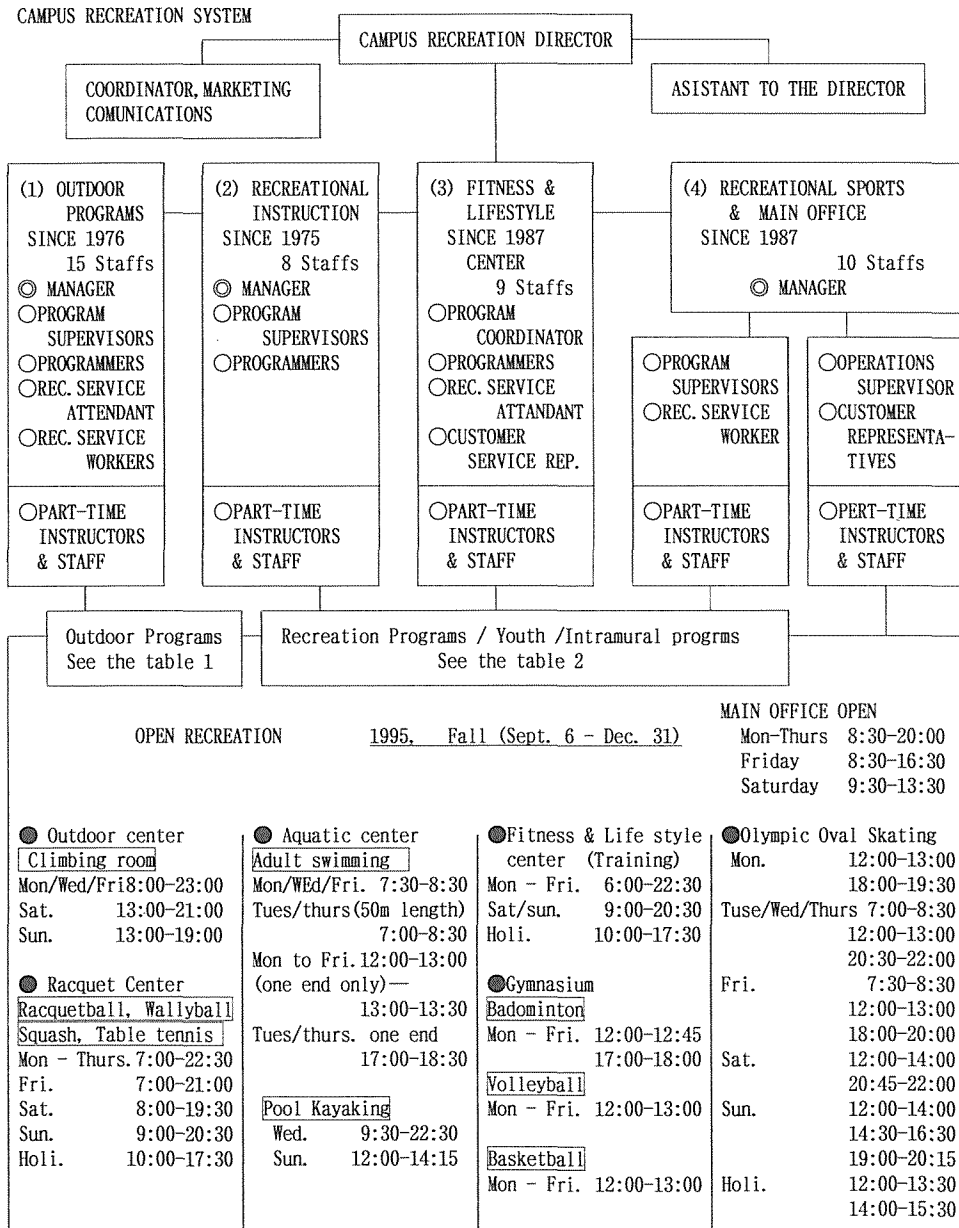 CAMPUS RECREATION SYSTEM
CAMPUS RECREATION DIRECTOR
COORDINATOR, MARKETING
COMUNICATIONS
ASISTANT TO THE DIRECTOR
(1) OUTDOOR
PROGRAMS
SINCE 1976
15 Staffs
◎ MANAGER
○PROGRAM
SUPERVISORS
○PROGRAMMERS
○REC. SERVICE
ATTENDANT
○REC. SERVICE
WORKERS
○PART-TIME
INSTRUCTORS
& STAFF
(2) RECREATIONAL
INSTRUCTION
SINCE 1975
8 Staffs
◎ MANAGER
○PROGRAM
SUPERVISORS
○PROGRAMMERS
○PART-TIME
INSTRUCTORS
& STAFF
(3) FITNESS &
LIFESTYLE
SINCE 1987
CENTER
9 Staffs
○PROGRAM
COORDINATOR
○PROGRAMMERS
○REC. SERVICE
ATTANDANT
○CUSTOMER
SERVICE REP.
○PART-TIME
INSTRUCTORS
& STAFF
(4) RECREATIONAL SPORTS
& MAIN OFFICE
SINCE 1987
10 Staffs
◎ MANAGER
○PROGRAM
SUPERVISORS
○REC. SERVICE
WORKER
○PART-TIME
INSTRUCTORS
& STAFF
○OPERATIONS
SUPERVISOR
○CUSTOMER
REPRESENTA-
TIVES
○PERT-TIME
INSTRUCTORS
& STAFF
Outdoor Programs
See the table 1
Recreation Programs / Youth /Intramural progrms
See the table 2
OPEN RECREATION 1995, Fall (Sept. 6 - Dec. 31)
MAIN OFFICE OPEN
Mon-Thurs 8:30-20:00
Friday 8:30-16:30
Saturday 9:30-13:30
● Outdoor center
Climbing room
Mon/Wed/Fri8:00-23:00
Sat. 13:00-21:00
Sun. 13:00-19:00
● Racquet Center
Racquetball, Wallyball
Squash, Table tennis
Mon - Thurs. 7:00-22:30
Fri. 7:00-21:00
Sat. 8:00-19:30
Sun. 9:00-20:30
Holi. 10:00-17:30
● Aquatic center
Adult swimming
Mon/WEd/Fri. 7:30-8:30
Tues/thurs(50m length)
7:00-8:30
Mon to Fri. 12:00-13:00
(one end only)—
13:00-13:30
Tues/thurs. one end
17:00-18:30
Pool Kayaking
Wed. 9:30-22:30
Sun. 12:00-14:15
●Fitness & Life style
center (Training)
Mon - Fri. 6:00-22:30
Sat/sun. 9:00-20:30
Holi. 10:00-17:30
●Gymnasium
Badominton
Mon - Fri. 12:00-12:45
17:00-18:00
Volleyball
Mon - Fri. 12:00-13:00
Basketball
Mon - Fri. 12:00-13:00
●Olympic Oval Skating
Mon. 12:00-13:00
18:00-19:30
Tuse/Wed/Thurs 7:00-8:30
12:00-13:00
20:30-22:00
Fri. 7:30-8:30
12:00-13:00
18:00-20:00
Sat. 12:00-14:00
20:45-22:00
Sun. 12:00-14:00
14:30-16:30
19:00-20:15
Holi. 12:00-13:30
14:00-15:30